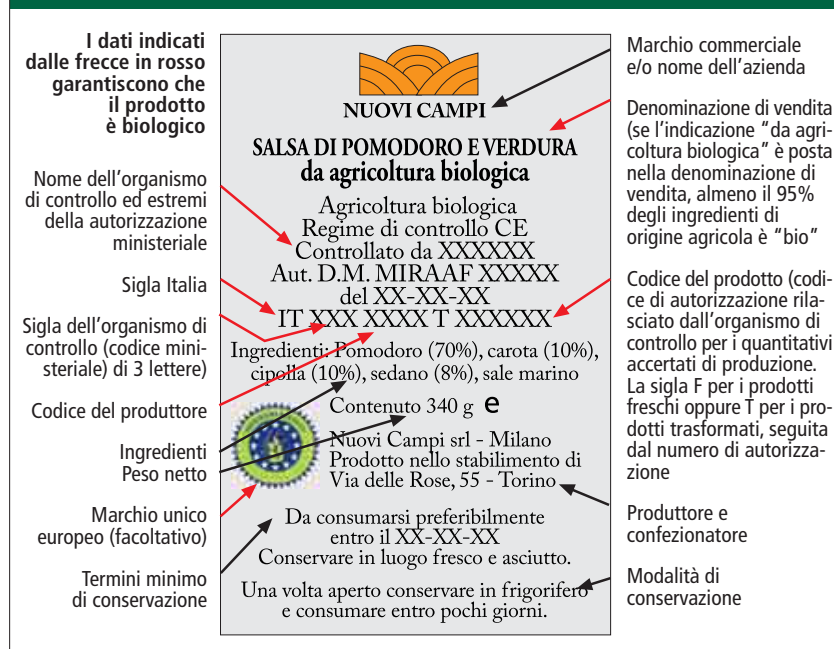 I dati indicati
dalle frecce in rosso
garantiscono che
il prodotto
è biologico
Nome dell'organismo
di controllo ed estremi
della autorizzazione
ministeriale
Sigla Italia
Sigla dell'organismo di
controllo (codice mini-
steriale) di 3 lettere)
Codice del produttore
Ingredienti
Peso netto
Marchio unico
europeo (facoltativo)
Termini minimo
di conservazione
NUOVI CAMPI
SALSA DI POMODORO E VERDURA
da agricoltura biologica
Agricoltura biologica
Regime di controllo CE
Controllato da XXXXXX
Aut. D.M. MIRAAF XXXXX
del XX-XX-XX
IT XXX XXXX T XXXXXX
Ingredienti: Pomodoro (70%), carota (10%),
cipolla (10%), sedano (8%), sale marino
Contenuto 340 g e
Nuovi Campi srl - Milano
Prodotto nello stabilimento di
Via delle Rose, 55 - Torino
Da consumarsi preferibilmente
entro il XX-XX-XX
Conservare in luogo fresco e asciutto.
Una volta aperto conservare in frigorifero
e consumare entro pochi giorni.
Marchio commerciale
e/o nome dell'azienda
Denominazione di vendita
(se l'indicazione "da agri-
coltura biologica" è posta
nella denominazione di
vendita, almeno il 95%
degli ingredienti di
origine agricola è "bio"
Codice del prodotto (codi-
ce di autorizzazione rila-
sciato dall'organismo di
controllo per i quantitativi
accertati di produzione.
La sigla F per i prodotti
freschi oppure T per i pro-
dotti trasformati, seguita
dal numero di autorizza-
zione
Produttore e
confezionatore
Modalità di
conservazione